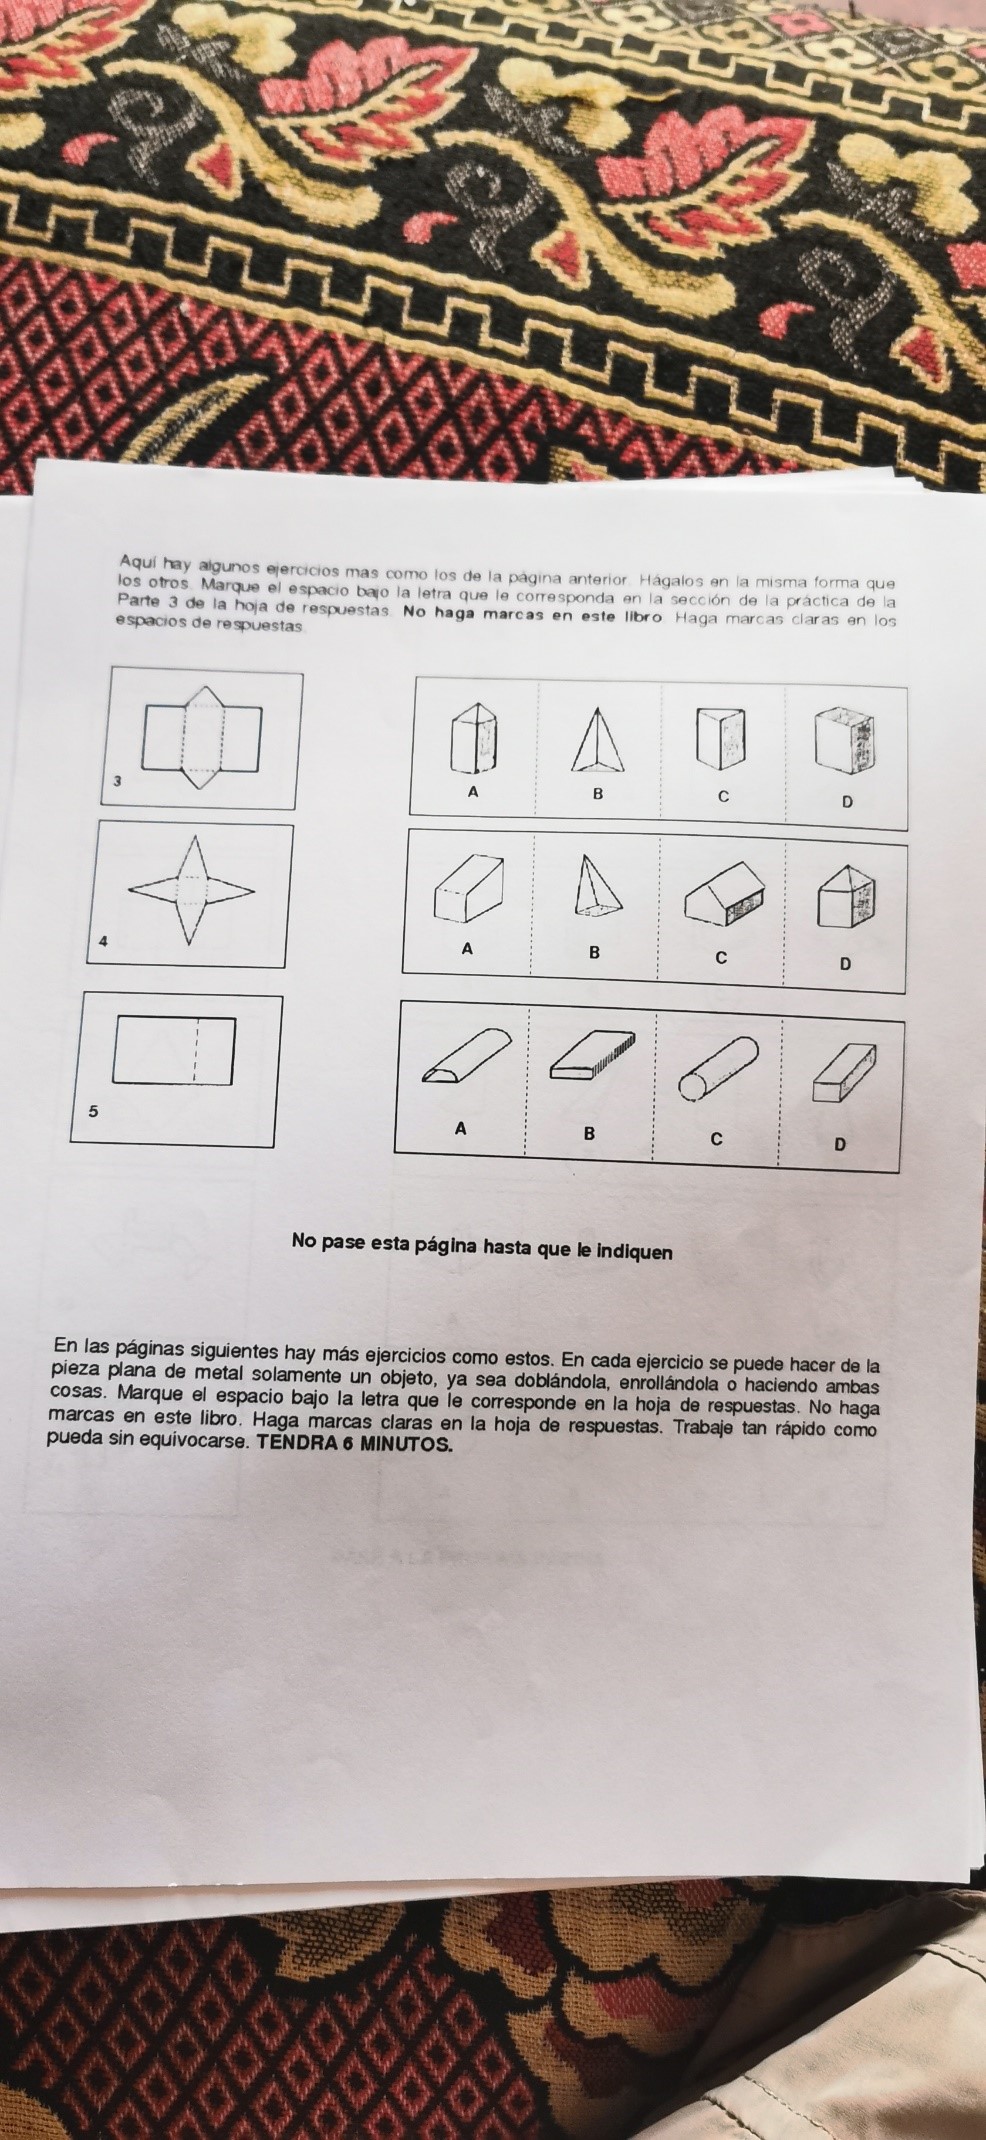 Aquí hay algunos ejercicios mas como los de la página anterior. Hágalos en la misma forma que
los otros. Marque el espacio bajo la letra que le corresponda en la sección de la práctica de la
Parte 3 de la hoja de respuestas. No haga marcas en este libro. Haga marcas claras en los
espacios de respuestas.
3
A B C D
4
A B C D
5
A B C D
No pase esta página hasta que le indiquen
En las páginas siguientes hay más ejercicios como estos. En cada ejercicio se puede hacer de la
pieza plana de metal solamente un objeto, ya sea doblándola, enrollándola o haciendo ambas
cosas. Marque el espacio bajo la letra que le corresponde en la hoja de respuestas. No haga
marcas en este libro. Haga marcas claras en la hoja de respuestas. Trabaje tan rápido como
pueda sin equivocarse. TENDRA 6 MINUTOS.